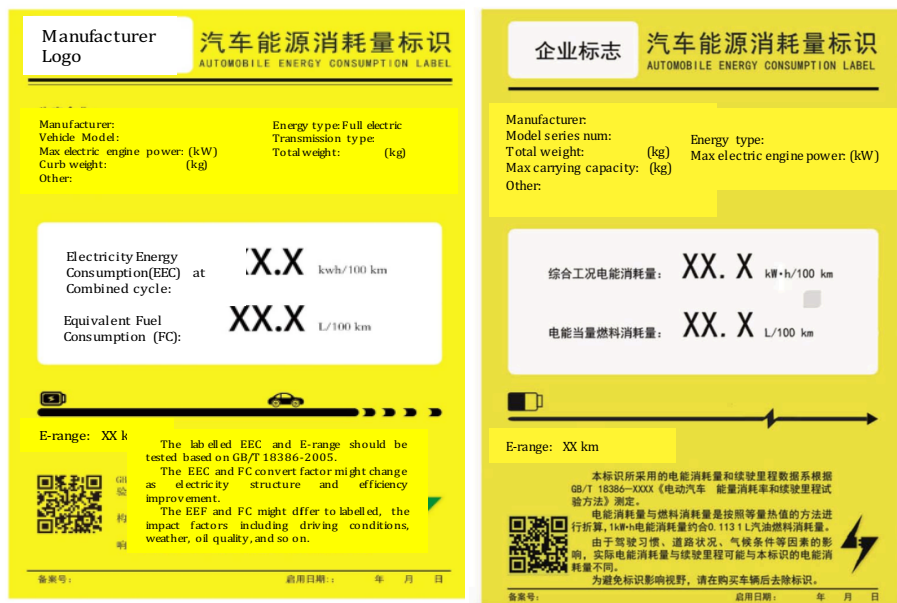 Manufacturer
Logo
汽车能源消耗量标识
AUTOMOBILE ENERGY CONSUMPTION LABEL
Manufacturer:
Vehicle Model:
Max electric engine power: (kW)
Curb weight: (kg)
Other:
Energy type: Full electric
Transmission type:
Total weight: (kg)
Electricity Energy
Consumption(EEC) at
Combined cycle:
X.X kwh/100 km
Equivalent Fuel
Consumption (FC):
XX.X L/100 km
E-range: XX k
The labelled EEC and E-range should be
tested based on GB/T 18386-2005.
The EEC and FC convert factor might change
as electricity structure and efficiency
improvement.
The EEF and FC might dffer to labelled, the
impact factors including driving conditions,
weather, oil quality, and so on.
验
构
响
备案号:
启用日期: : 年 月 日
企业标志
汽车能源消耗量标识
AUTOMOBILE ENERGY CONSUMPTION LABEL
Manufacturer:
Model series num:
Total weight: (kg)
Max carrying capacity: (kg)
Other:
Energy type:
Max electric engine power: (kW)
综合工况电能消耗量: XX. X kW·h/100 km
电能当量燃料消耗量: XX. X L/100 km
E-range: XX km
本标识所采用的电能消耗量和续驶里程数据系根据
GB/T 18386—XXXX《电动汽车 能量消耗率和续驶里程试
验方法》测定。
电能消耗量与燃料消耗量是按照等量热值的方法进
行折算,1kW·h电能消耗量约合0.1131L汽油燃料消耗量。
由于驾驶习惯、道路状况、气候条件等因素的影
响,实际电能消耗量与续驶里程可能与本标识的电能消
耗量不同。
为避免标识影响视野,请在购买车辆后去除标识。
备案号:
启用日期: 年 月 日